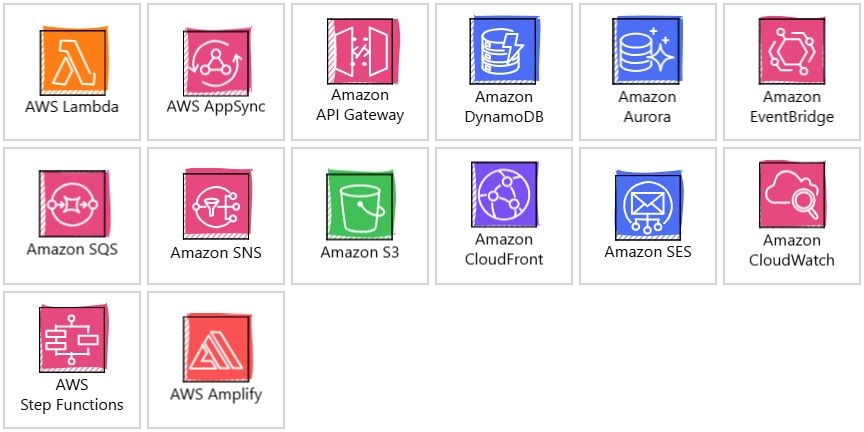 AWS Lambda
AWS AppSync
Amazon
API Gateway
Amazon
DynamoDB
Amazon
Aurora
Amazon
EventBridge
Amazon SQS
Amazon SNS
Amazon S3
Amazon
CloudFront
Amazon SES
Amazon
CloudWatch
AWS
Step Functions
AWS Amplify